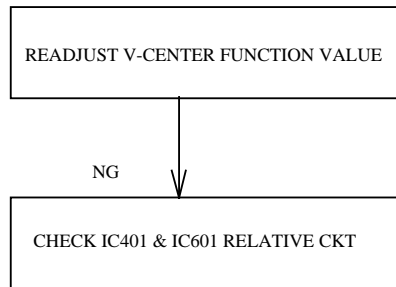 READJUST V-CENTER FUNCTION VALUE
NG
CHECK IC401 & IC601 RELATIVE CKT